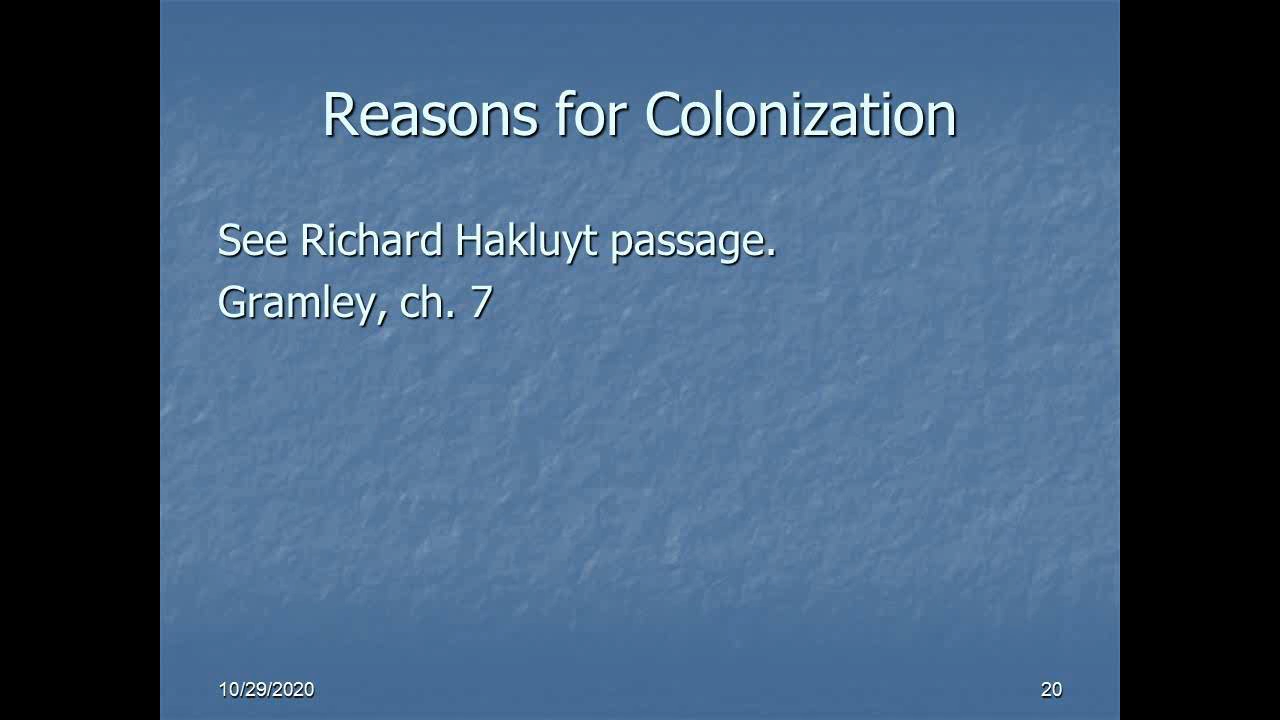 Reasons for Colonization
See Richard Hakluyt passage.
Gramley, ch. 7
10/29/2020
20